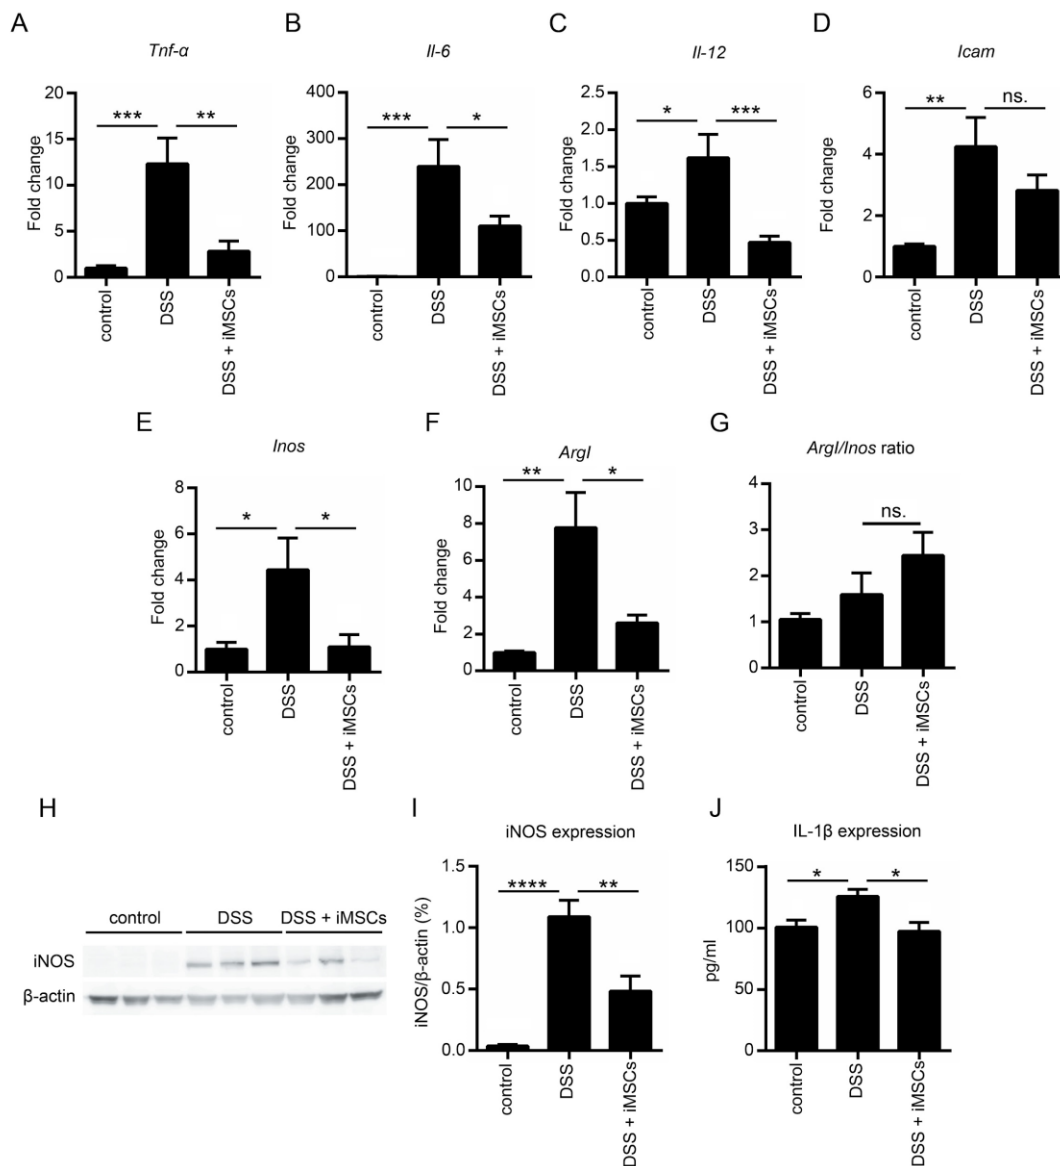 A
Tnf-α
***
**
Fold change
20
15
10
5
0
control
DSS
DSS + iMSCs
B
Il-6
***
*
Fold change
400
300
200
100
0
control
DSS
DSS + iMSCs
C
Il-12
*
***
Fold change
2.5
2.0
1.5
1.0
0.5
0.0
control
DSS
DSS + iMSCs
D
Icam
**
ns.
Fold change
6
4
2
0
control
DSS
DSS + iMSCs
E
Inos
*
*
Fold change
8
6
4
2
0
control
DSS
DSS + iMSCs
F
ArgI
**
*
Fold change
10
8
6
4
2
0
control
DSS
DSS + iMSCs
G
ArgI/Inos ratio
ns.
4
3
2
1
0
control
DSS
DSS + iMSCs
H
control DSS DSS + iMSCs
iNOS
β-actin
I
iNOS expression
****
**
iNOS/β-actin (%)
1.5
1.0
0.5
0.0
control
DSS
DSS + iMSCs
J
IL-1β expression
*
*
pg/ml
150
100
50
0
control
DSS
DSS + iMSCs